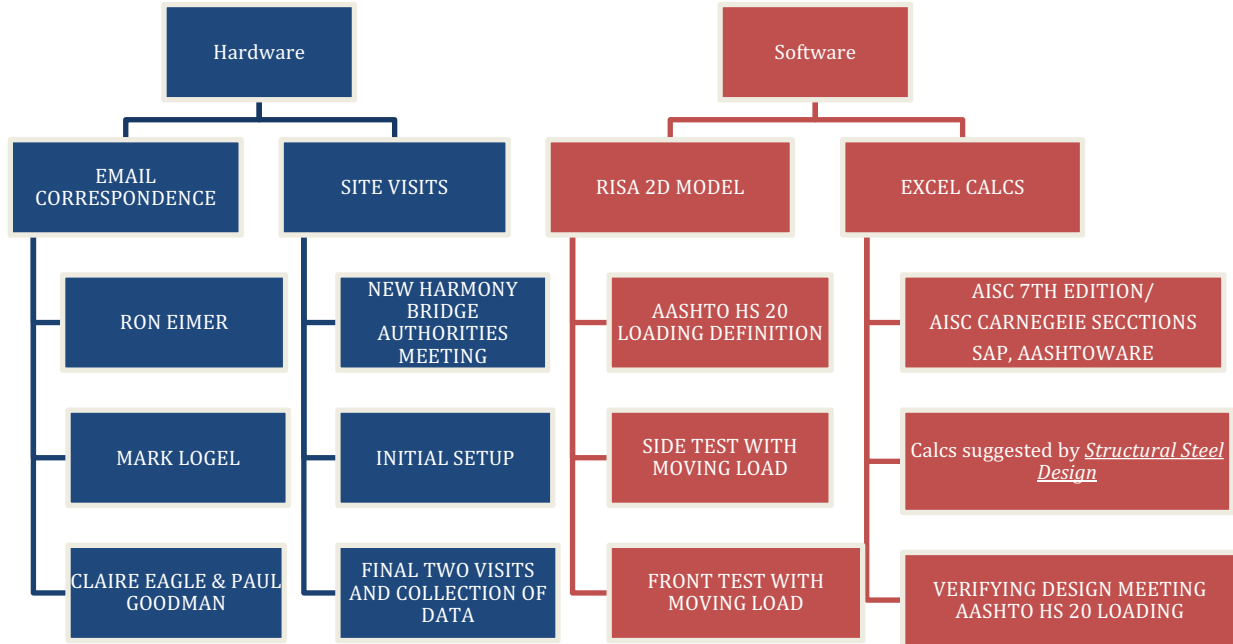 Hardware
Software
EMAIL
CORRESPONDENCE
SITE VISITS
RISA 2D MODEL
EXCEL CALCS
RON EIMER
NEW HARMONY
BRIDGE
AUTHORITIES
MEETING
AASHTO HS 20
LOADING DEFINITION
AISC 7TH EDITION/
AISC CARNEGEIE SECCTIONS
SAP, AASHTOWARE
MARK LOGEL
INITIAL SETUP
SIDE TEST WITH
MOVING LOAD
Calcs suggested by Structural Steel
Design
CLAIRE EAGLE & PAUL
GOODMAN
FINAL TWO VISITS
AND COLLECTION OF
DATA
FRONT TEST WITH
MOVING LOAD
VERIFYING DESIGN MEETING
AASHTO HS 20 LOADING